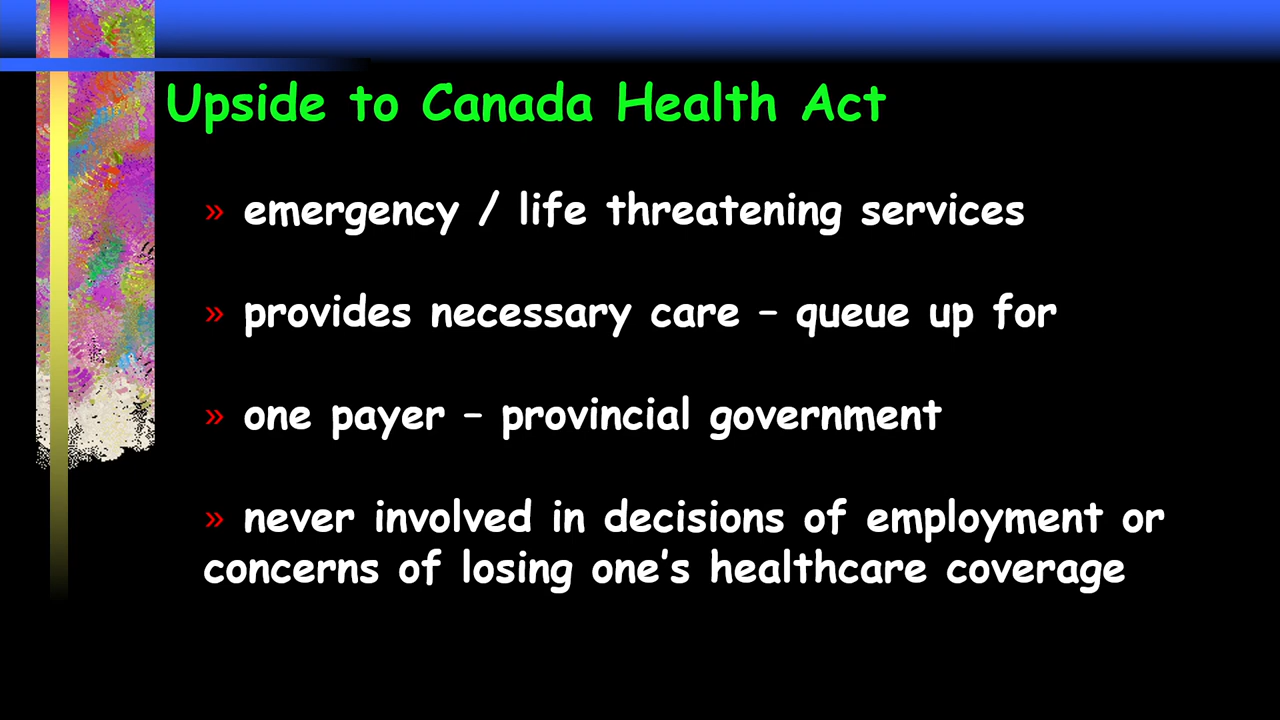 Upside to Canada Health Act
» emergency / life threatening services
» provides necessary care – queue up for
» one payer – provincial government
» never involved in decisions of employment or
concerns of losing one's healthcare coverage